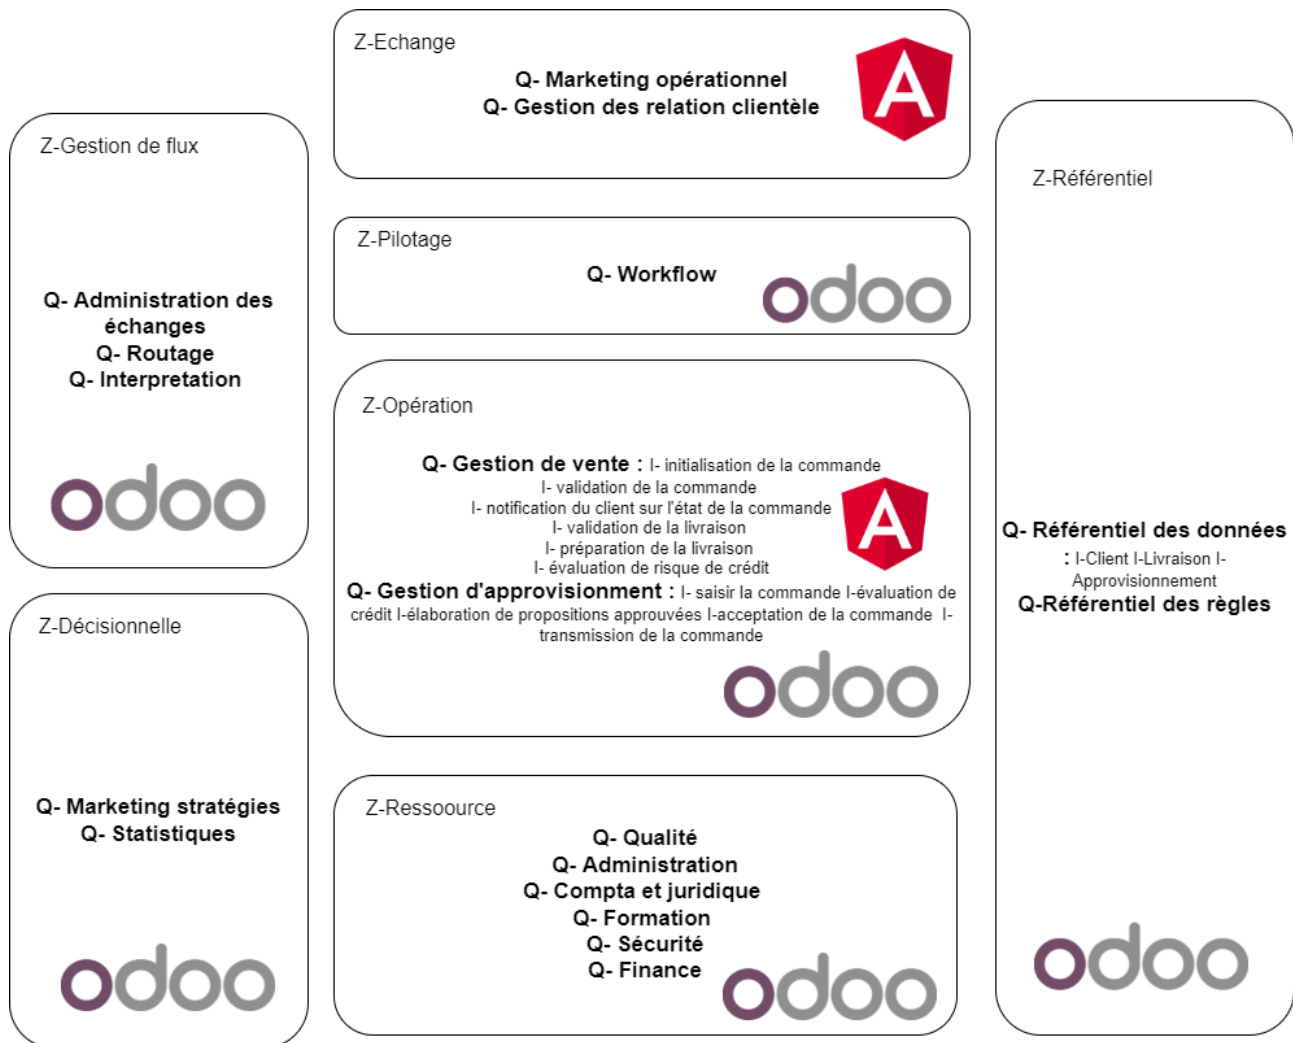 Z-Echange
Q- Marketing opérationnel
Q- Gestion des relation clientèle
A
Z-Gestion de flux
Q- Administration des
échanges
Q- Routage
Q- Interpretation
odoo
Z-Pilotage
Q- Workflow
odoo
Z-Opération
Q- Gestion de vente : I- initialisation de la commande
I- validation de la commande
I- notification du client sur l'état de la commande
I- validation de la livraison
I- préparation de la livraison
I- évaluation de risque de crédit
A
Q- Gestion d'approvisionment : I- saisir la commande I-évaluation de
crédit I-élaboration de propositions approuvées I-acceptation de la commande I-
transmission de la commande
odoo
Z-Référentiel
Q- Référentiel des données
: I-Client I-Livraison I-
Approvisionnement
Q-Référentiel des règles
odoo
Z-Décisionnelle
Q- Marketing stratégies
Q- Statistiques
odoo
Z-Ressoource
Q- Qualité
Q- Administration
Q- Compta et juridique
Q- Formation
Q- Sécurité
Q- Finance
odoo